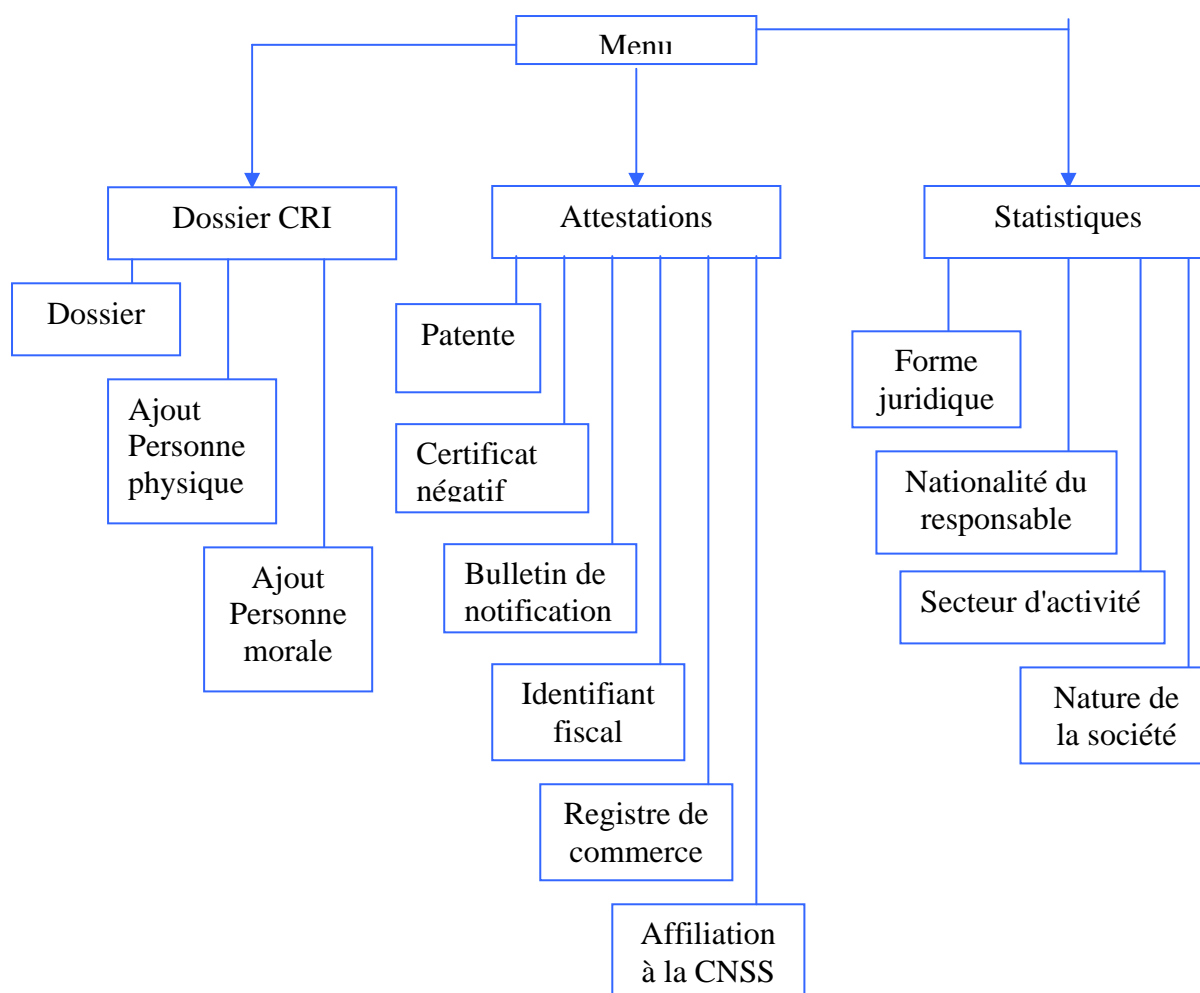 Menu
Dossier CRI
Attestations
Statistiques
Dossier
Ajout
Personne
physique
Ajout
Personne
morale
Patente
Certificat
négatif
Bulletin de
notification
Identifiant
fiscal
Registre de
commerce
Affiliation
à la CNSS
Forme
juridique
Nationalité du
responsable
Secteur d'activité
Nature de
la société